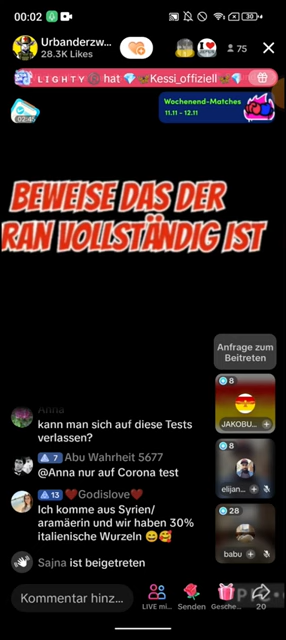 00:02
30
Urbanderzw...
28.3K Likes
75
LIGHTY hat Kessi_offiziell
02:45
Wochenend-Matches
11.11 - 12.11
BEWEISE DAS DER
RAN VOLLSTÄNDIG IST
Anfrage zum
Beitreten
8
JAKOBU...
Anna
kann man sich auf diese Tests
verlassen?
7 Abu Wahrheit 5677
@Anna nur auf Corona test
8
elijan...
13 Godislove
Ich komme aus Syrien/
aramäerin und wir haben 30%
italienische Wurzeln
28
babu
Sajna ist beigetreten
Kommentar hinz...
LIVE mi...
Senden
Gesche...
20